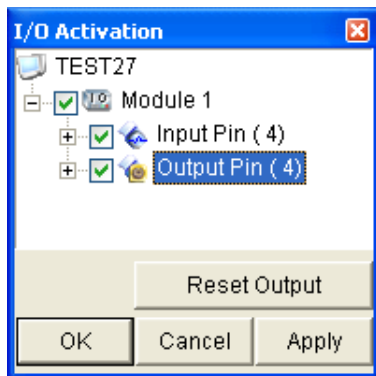 I/O Activation
TEST27
Module 1
Input Pin ( 4)
Output Pin ( 4)
Reset Output
OK Cancel Apply